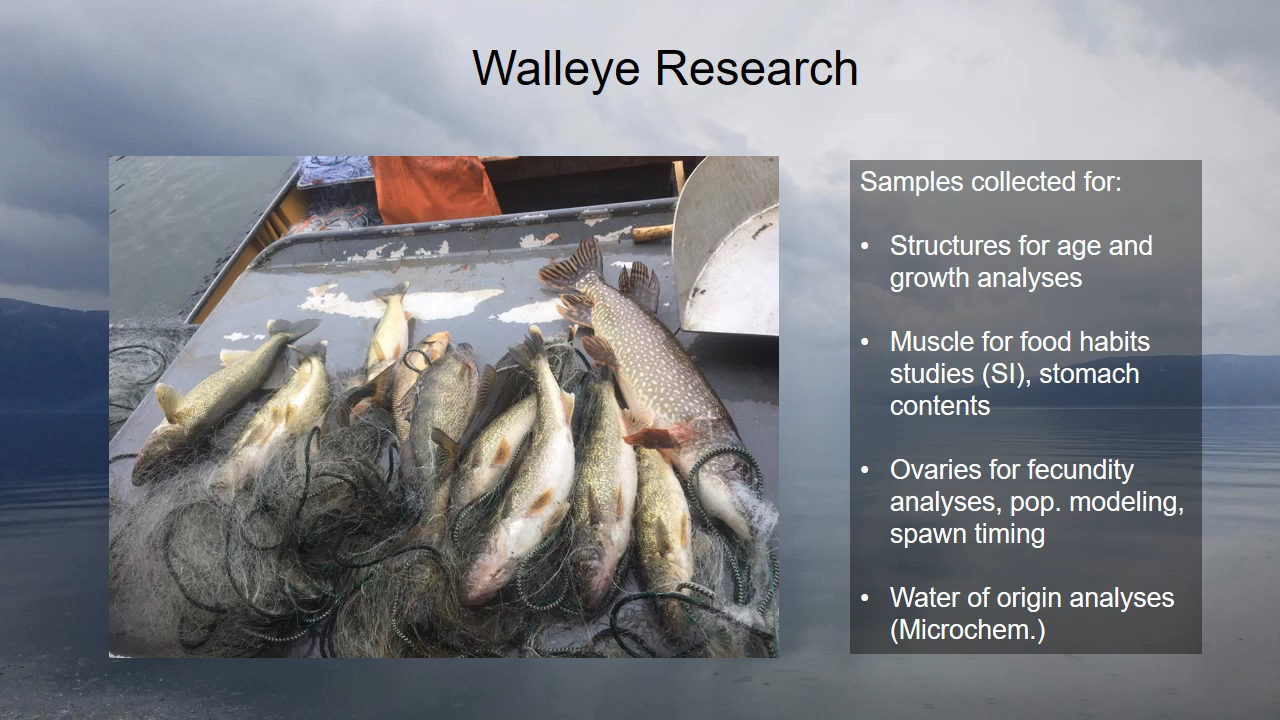 Walleye Research
Samples collected for:
• Structures for age and
growth analyses
• Muscle for food habits
studies (SI), stomach
contents
• Ovaries for fecundity
analyses, pop. modeling,
spawn timing
• Water of origin analyses
(Microchem.)